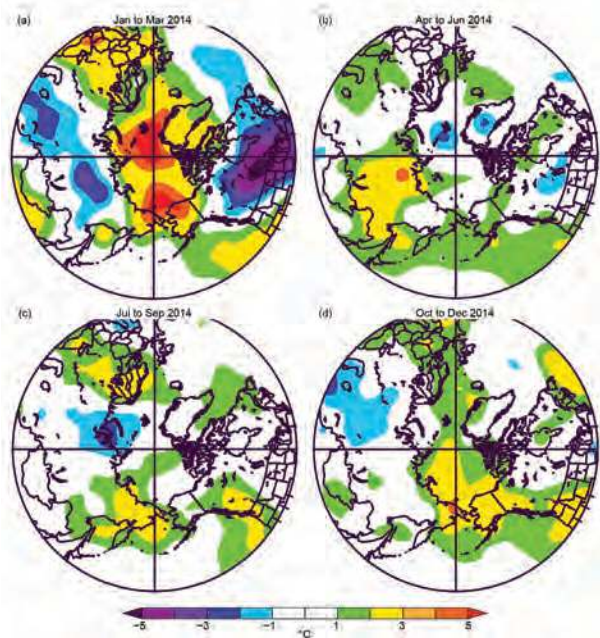 (a) Jan to Mar 2014
(b) Apr to Jun 2014
(c) Jul to Sep 2014
(d) Oct to Dec 2014
-5 -3 -1 1 3 5
°C